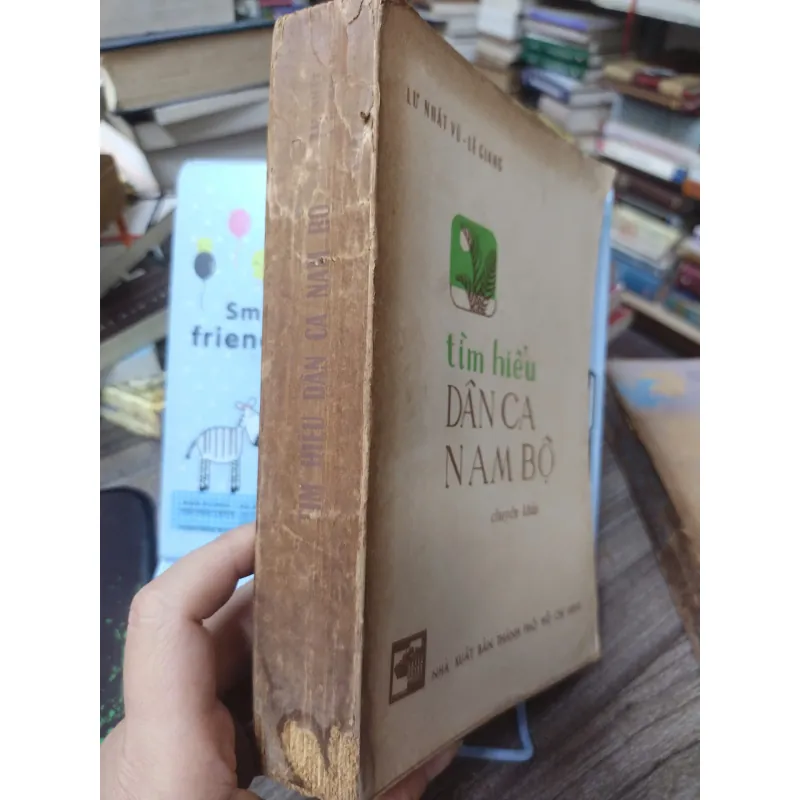 LƯ NHẤT VŨ - LÊ GIANG
tìm hiểu
DÂN CA
NAM BỘ
chuyên khảo
NHÀ XUẤT BẢN THÀNH PHỐ HỒ CHÍ MINH
TÌM HIỂU DÂN CA NAM BỘ
Sm
frien